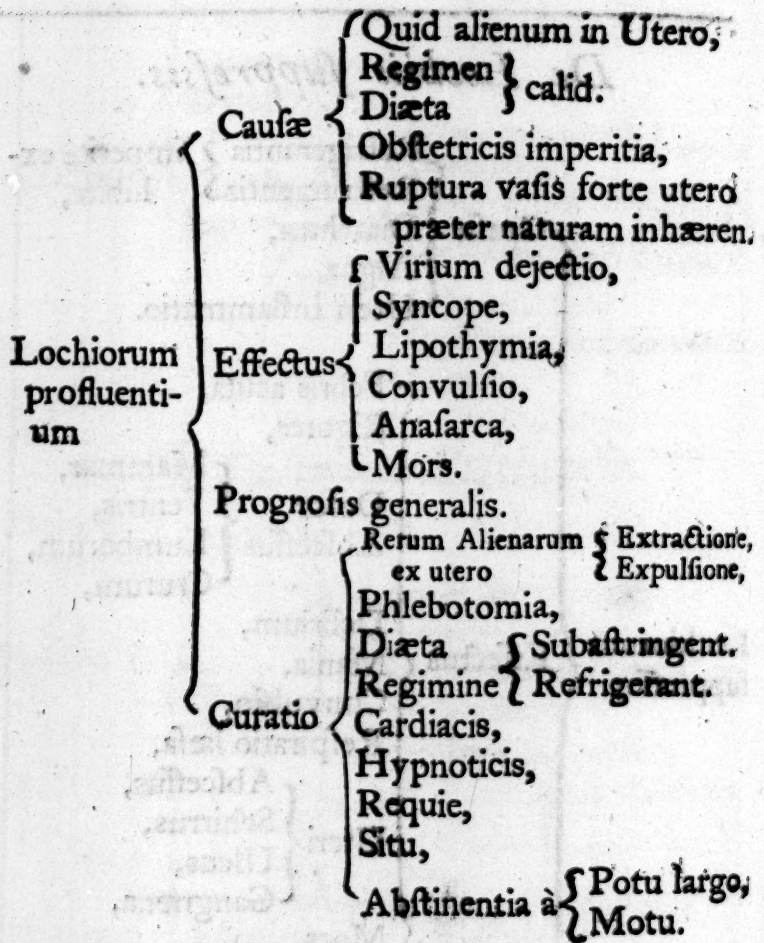 Quid alienum in Utero,
Regimen
Diæta
calid.
Cauſæ
Obſtetricis imperitia,
Ruptura vaſis forte utero
præter naturam inhæren.
Virium dejectio,
Syncope,
Lochiorum
profluenti-
um
Effectus
Lipothymia,
Convulſio,
Anaſarca,
Mors.
Prognoſis generalis.
Rerum Alienarum
ex utero
Extractione,
Expulſione,
Phlebotomia,
Diæta
Regimine
Subaſtringent.
Refrigerant.
Curatio
Cardiacis,
Hypnoticis,
Requie,
Situ,
Abſtinentia à
Potu largo,
Motu.